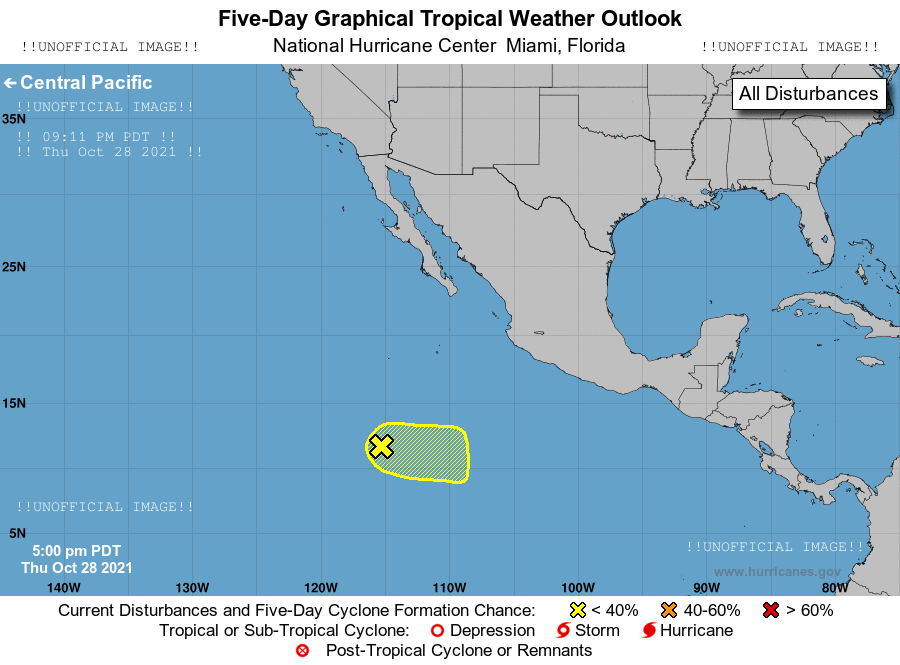 Five-Day Graphical Tropical Weather Outlook
!!UNOFFICIAL IMAGE!! National Hurricane Center Miami, Florida !!UNOFFICIAL IMAGE!!
← Central Pacific
All Disturbances
!!UNOFFICIAL IMAGE!!
35N
!! 09:11 PM PDT !!
!! Thu Oct 28 2021 !!
25N
15N
!!UNOFFICIAL IMAGE!!
5N
5:00 pm PDT
Thu Oct 28 2021
!!UNOFFICIAL IMAGE!!
www.hurricanes.gov
140W 130W 120W 110W 100W 90W 80W
Current Disturbances and Five-Day Cyclone Formation Chance: < 40% 40-60% > 60%
Tropical or Sub-Tropical Cyclone: Depression Storm Hurricane
Post-Tropical Cyclone or Remnants